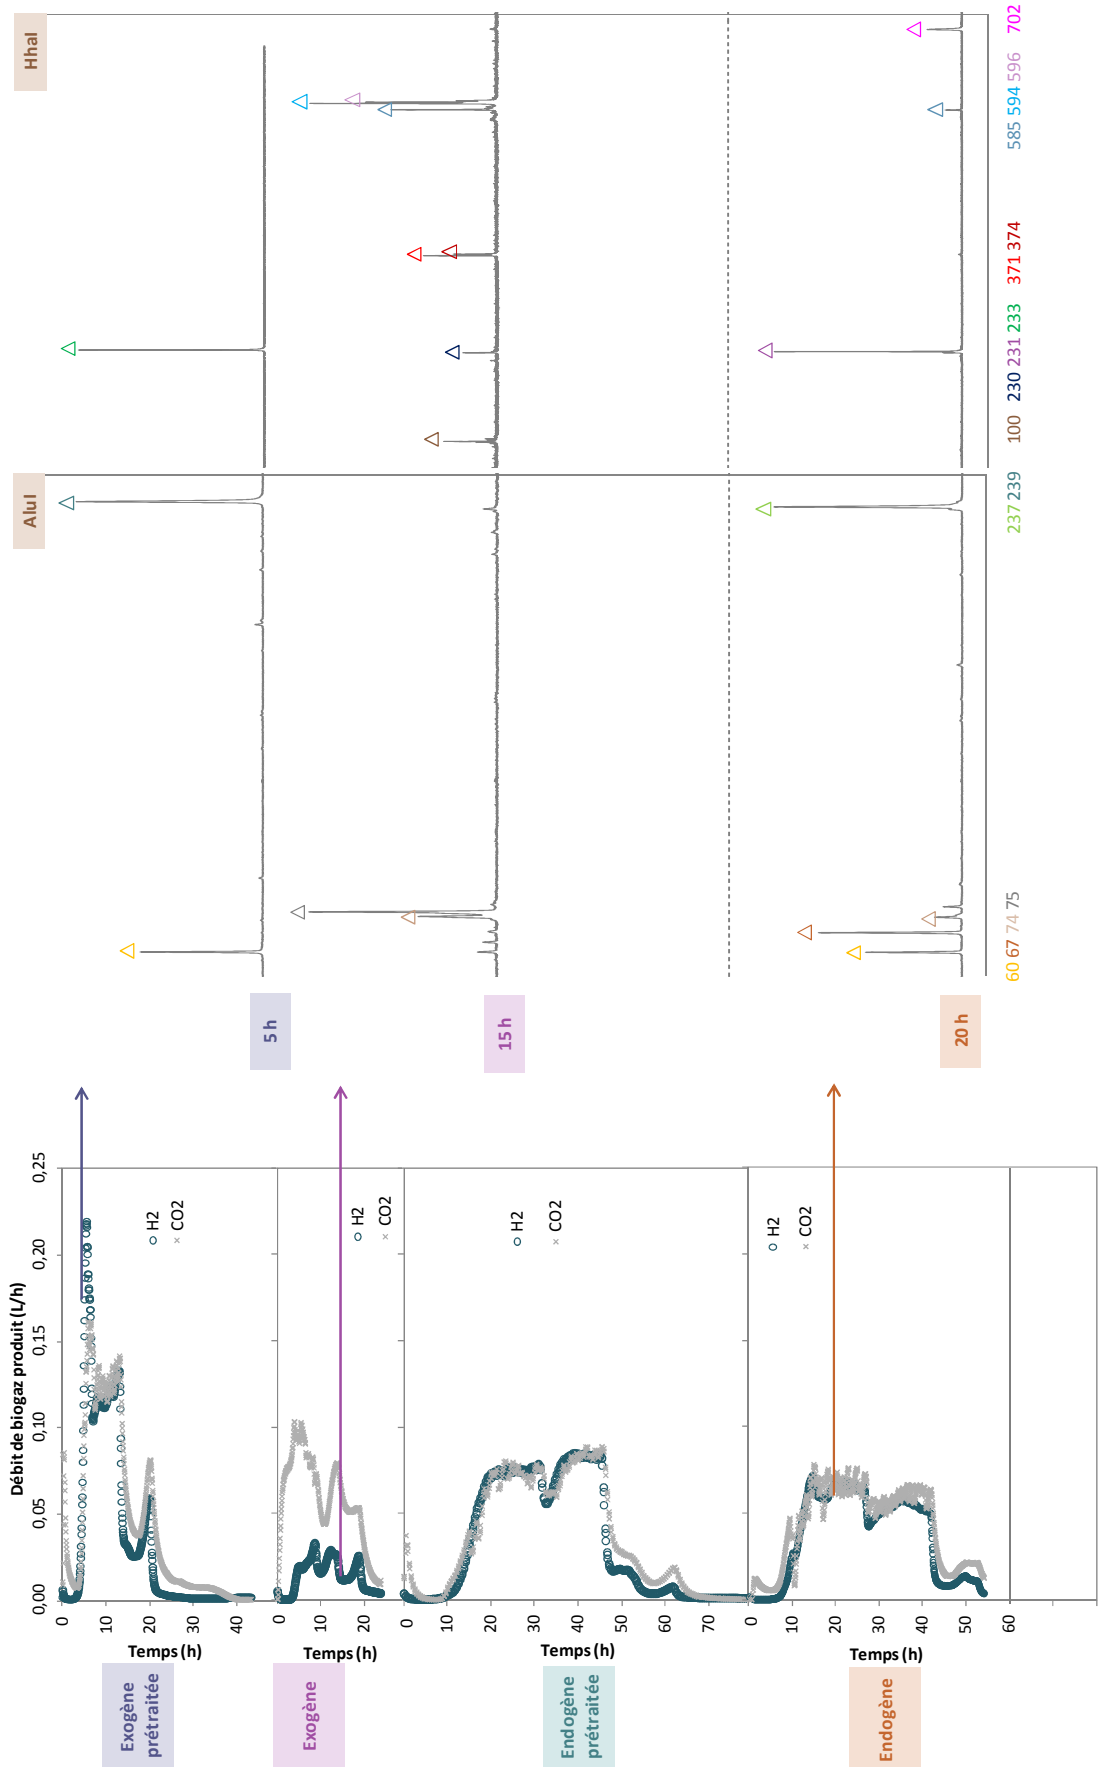 AluI
HhaI
Débit de biogaz produit (L/h)
0,00 0,05 0,10 0,15 0,20 0,25
H2
CO2
0 10 20 30 40
Temps (h)
Exogène
prétraitée
5 h
H2
CO2
0 10 20
Temps (h)
Exogène
15 h
H2
CO2
0 10 20 30 40 50 60 70
Temps (h)
Endogène
prétraitée
H2
CO2
0 10 20 30 40 50 60
Temps (h)
Endogène
20 h
60 67 74 75 237 239 100 230 231 233 371 374 585 594 596 702